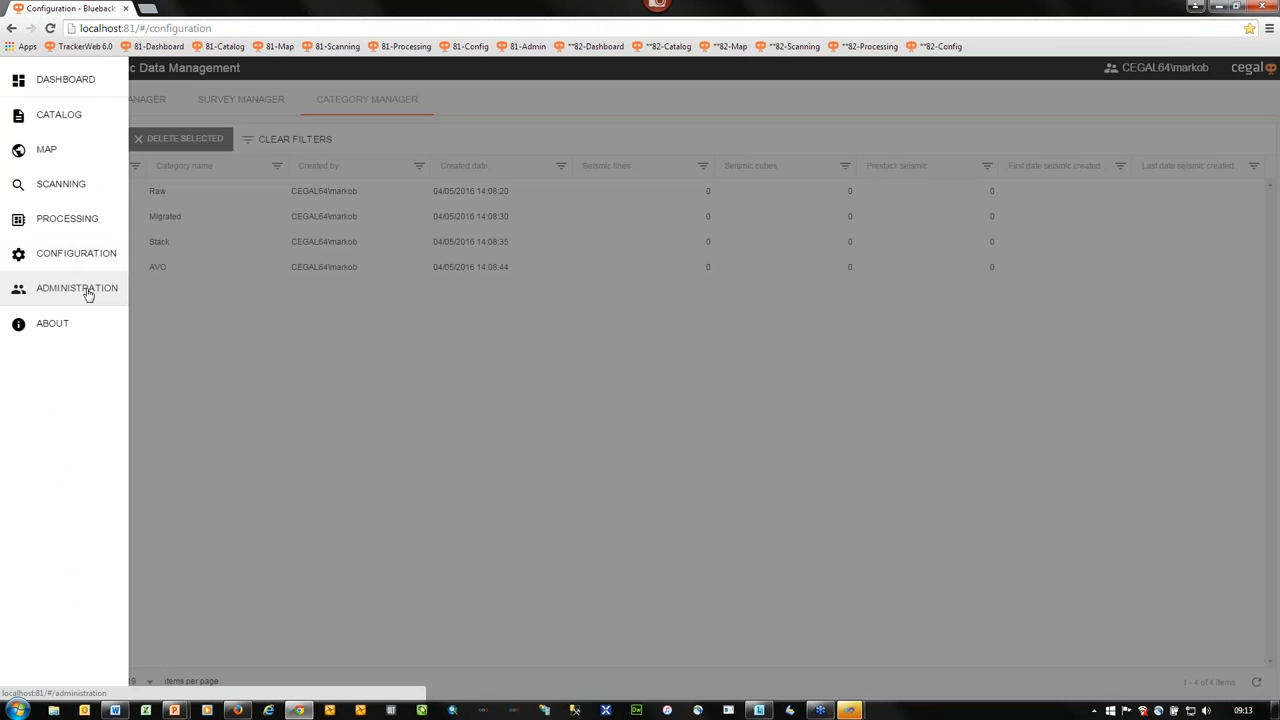 Configuration - Blueback
localhost:81/#/configuration
Apps TrackerWeb 6.0 81-Dashboard 81-Catalog 81-Map 81-Scanning 81-Processing 81-Config 81-Admin **82-Dashboard **82-Catalog **82-Map **82-Scanning **82-Processing **82-Config
DASHBOARD
CATALOG
MAP
SCANNING
PROCESSING
CONFIGURATION
ADMINISTRATION
ABOUT
ic Data Management CEGAL64\markob cegal
ANAGER SURVEY MANAGER CATEGORY MANAGER
DELETE SELECTED CLEAR FILTERS
Category name Created by Created date Seismic lines Seismic cubes Prestack seismic First date seismic created Last date seismic created
Raw CEGAL64\markob 04/05/2016 14:08:20 0 0 0
Migrated CEGAL64\markob 04/05/2016 14:08:30 0 0 0
Stack CEGAL64\markob 04/05/2016 14:08:35 0 0 0
AVO CEGAL64\markob 04/05/2016 14:08:44 0 0 0
items per page 1 - 4 of 4 items
localhost:81/#/administration
09:13